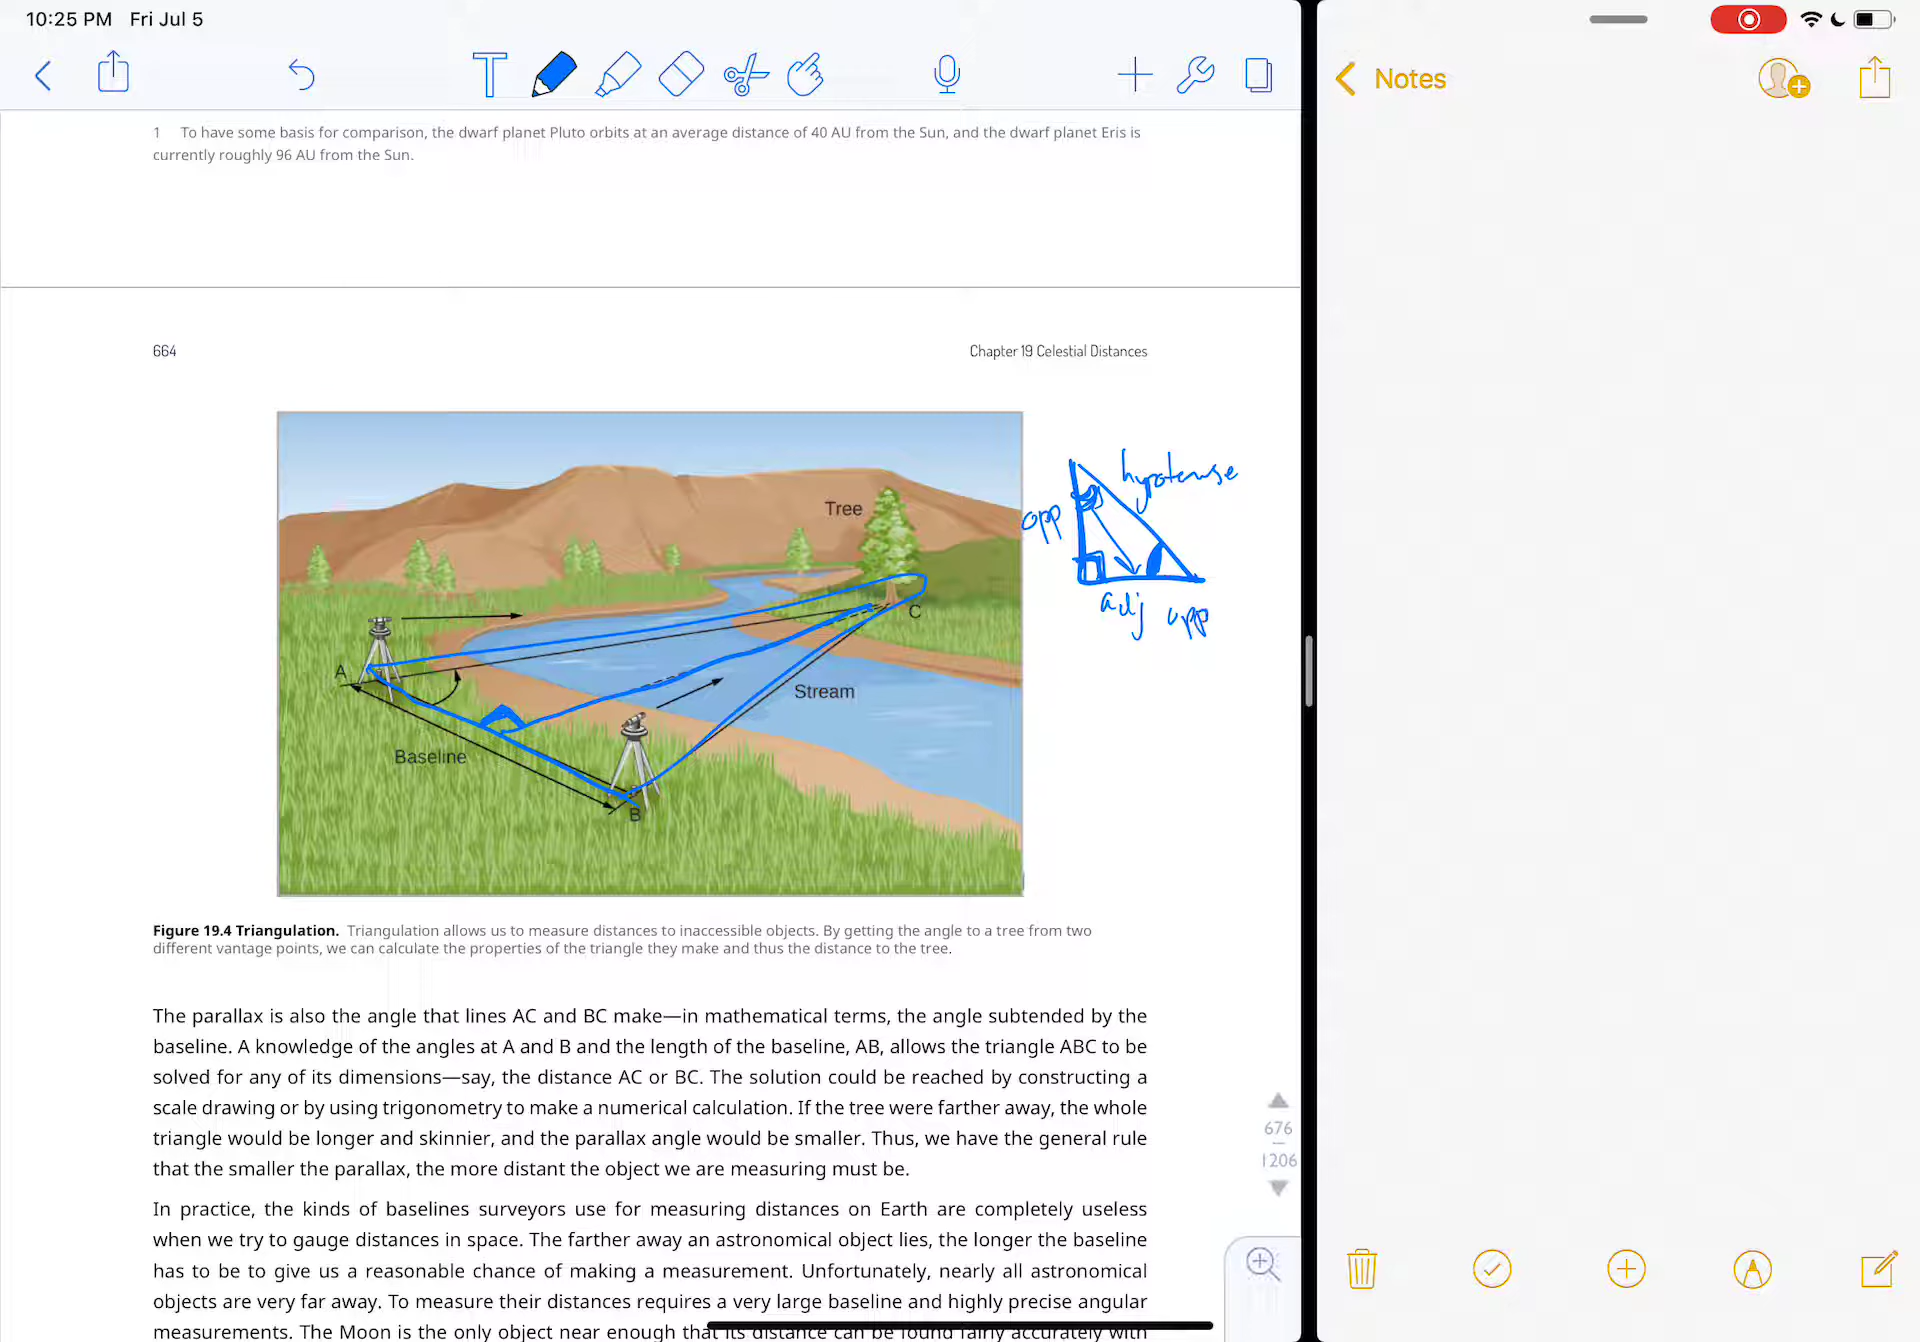 10:25 PM Fri Jul 5
Notes
1 To have some basis for comparison, the dwarf planet Pluto orbits at an average distance of 40 AU from the Sun, and the dwarf planet Eris is
currently roughly 96 AU from the Sun.
664
Chapter 19 Celestial Distances
Tree
hypotenuse
opp
C
adj opp
A
Stream
Baseline
B
Figure 19.4 Triangulation. Triangulation allows us to measure distances to inaccessible objects. By getting the angle to a tree from two
different vantage points, we can calculate the properties of the triangle they make and thus the distance to the tree.
The parallax is also the angle that lines AC and BC make—in mathematical terms, the angle subtended by the
baseline. A knowledge of the angles at A and B and the length of the baseline, AB, allows the triangle ABC to be
solved for any of its dimensions—say, the distance AC or BC. The solution could be reached by constructing a
scale drawing or by using trigonometry to make a numerical calculation. If the tree were farther away, the whole
triangle would be longer and skinnier, and the parallax angle would be smaller. Thus, we have the general rule
that the smaller the parallax, the more distant the object we are measuring must be.
676
1206
In practice, the kinds of baselines surveyors use for measuring distances on Earth are completely useless
when we try to gauge distances in space. The farther away an astronomical object lies, the longer the baseline
has to be to give us a reasonable chance of making a measurement. Unfortunately, nearly all astronomical
objects are very far away. To measure their distances requires a very large baseline and highly precise angular
measurements. The Moon is the only object near enough that its distance can be found fairly accurately with